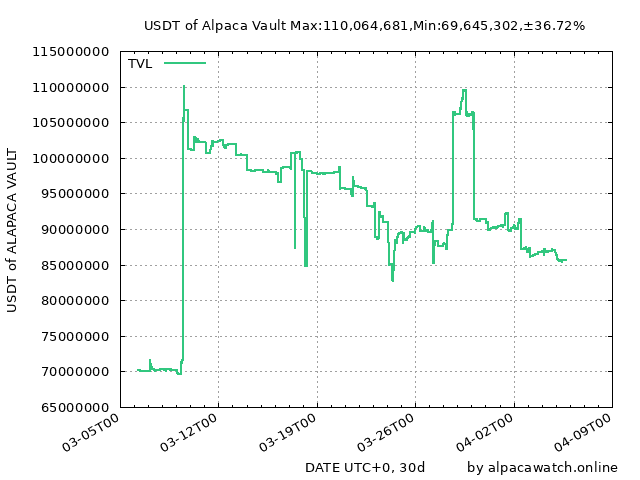 USDT of Alpaca Vault Max:110,064,681,Min:69,645,302,±36.72%
TVL
115000000
110000000
105000000
100000000
95000000
90000000
85000000
80000000
75000000
70000000
65000000
USDT of ALAPACA VAULT
03-05T00
03-12T00
03-19T00
03-26T00
04-02T00
04-09T00
DATE UTC+0, 30d
by alpacawatch.online